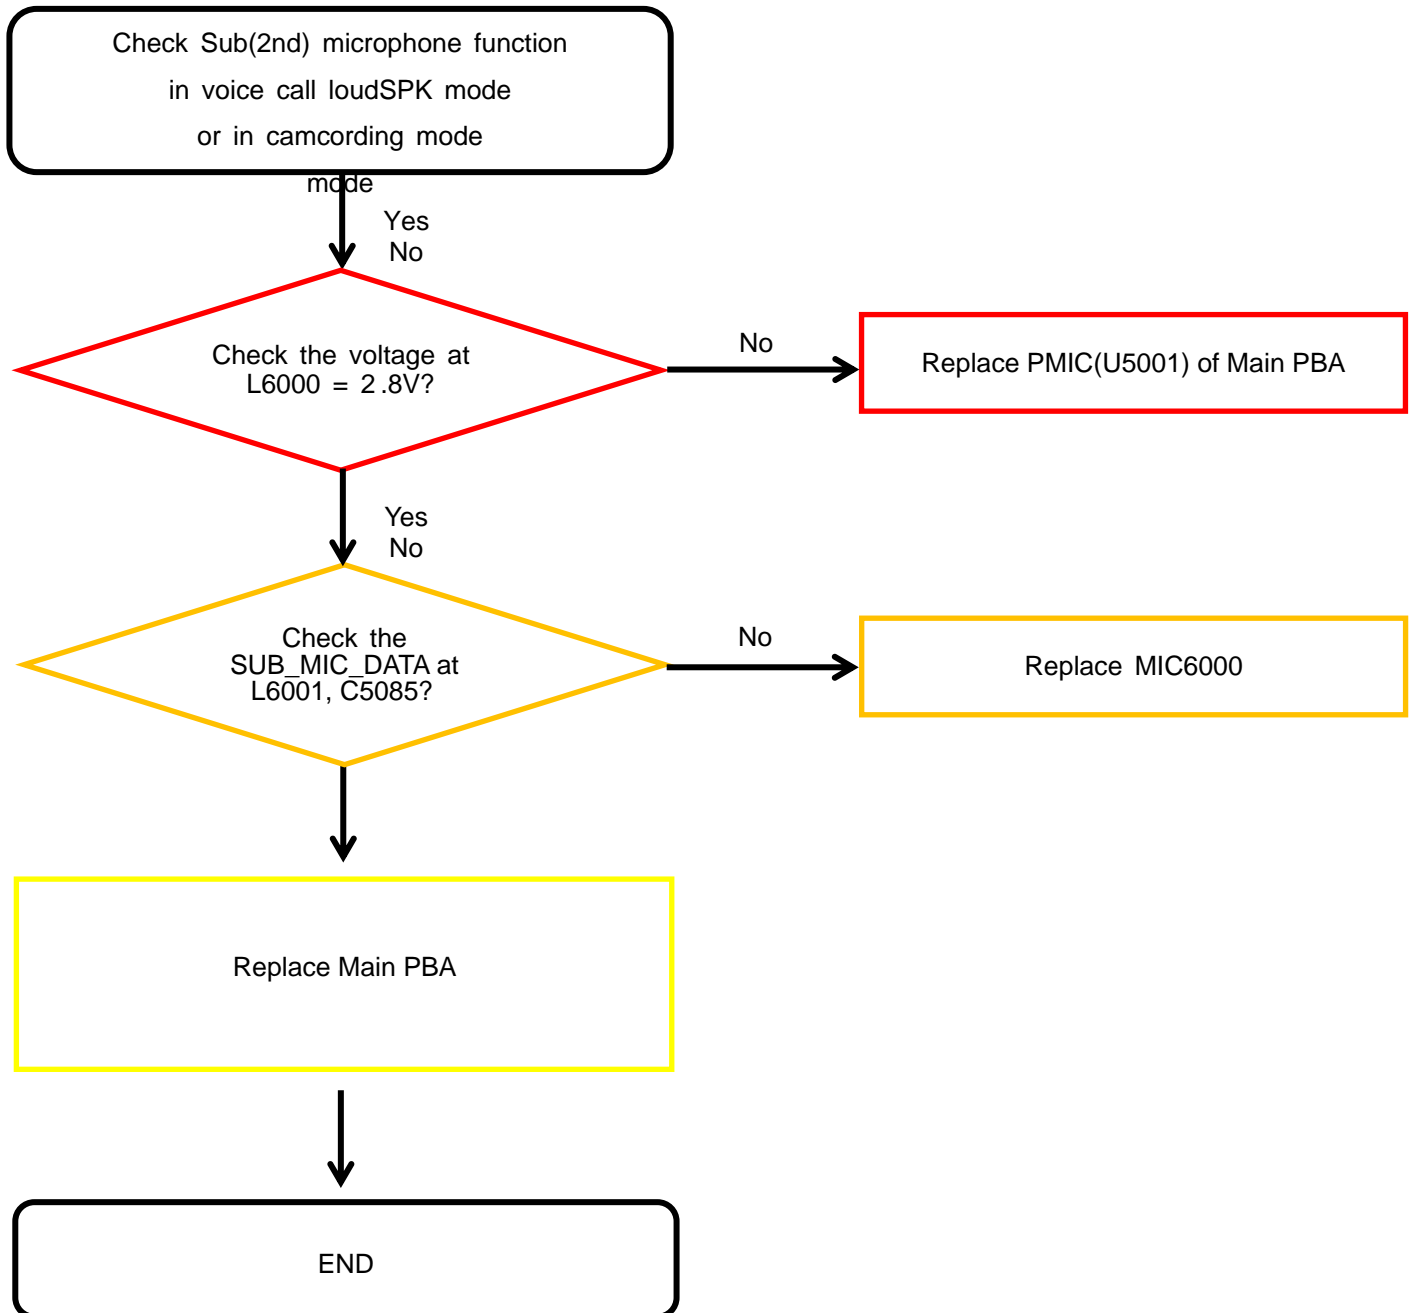 Check Sub(2nd) microphone function
in voice call loudSPK mode
or in camcording mode
mode
Yes
No
Check the voltage at
L6000 = 2.8V?
No
Replace PMIC(U5001) of Main PBA
Yes
No
Check the
SUB_MIC_DATA at
L6001, C5085?
No
Replace MIC6000
Replace Main PBA
END